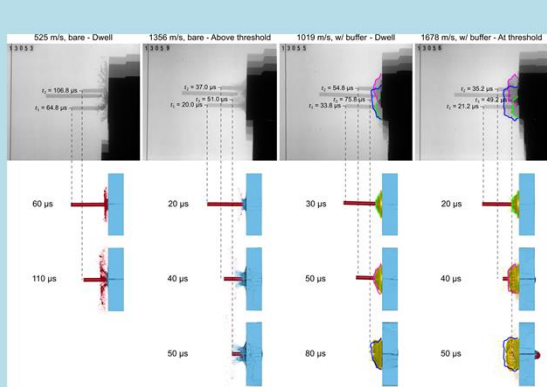 525 m/s, bare - Dwell
1356 m/s, bare - Above threshold
1019 m/s, w/ buffer - Dwell
1678 m/s, w/ buffer - At threshold
13053
13059
13055
13056
t₂ = 106.8 µs
t₁ = 64.8 µs
t₂ = 37.0 µs
t₃ = 51.0 µs
t₁ = 20.0 µs
t₂ = 54.8 µs
t₃ = 75.8 µs
t₁ = 33.8 µs
t₂ = 35.2 µs
t₃ = 49.2 µs
t₁ = 21.2 µs
60 µs
20 µs
30 µs
20 µs
110 µs
40 µs
50 µs
40 µs
50 µs
80 µs
50 µs